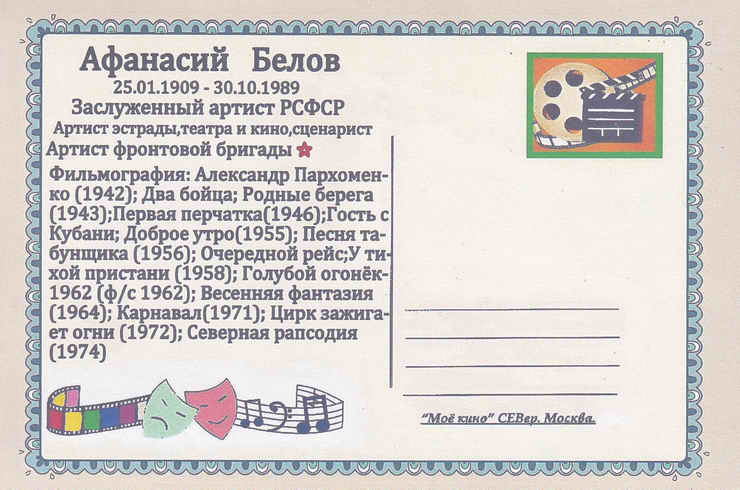 Афанасий Белов
25.01.1909 - 30.10.1989
Заслуженный артист РСФСР
Артист эстрады,театра и кино,сценарист
Артист фронтовой бригады
Фильмография: Александр Пархомен-
ко (1942); Два бойца; Родные берега
(1943);Первая перчатка(1946);Гость с
Кубани; Доброе утро(1955); Песня та-
бунщика (1956); Очередной рейс;У ти-
хой пристани (1958); Голубой огонёк-
1962 (ф/с 1962); Весенняя фантазия
(1964); Карнавал(1971); Цирк зажига-
ет огни (1972); Северная рапсодия
(1974)
"Моё кино" СЕВер. Москва.